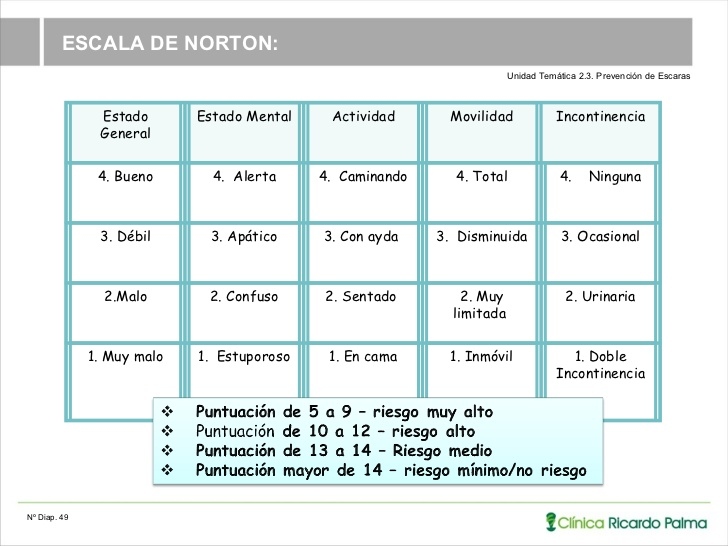 ESCALA DE NORTON:
Unidad Temática 2.3. Prevención de Escaras
Estado General
Estado Mental
Actividad
Movilidad
Incontinencia
4. Bueno
4. Alerta
4. Caminando
4. Total
4. Ninguna
3. Débil
3. Apático
3. Con ayda
3. Disminuida
3. Ocasional
2.Malo
2. Confuso
2. Sentado
2. Muy limitada
2. Urinaria
1. Muy malo
1. Estuporoso
1. En cama
1. Inmóvil
1. Doble Incontinencia
❖ Puntuación de 5 a 9 – riesgo muy alto
❖ Puntuación de 10 a 12 – riesgo alto
❖ Puntuación de 13 a 14 – Riesgo medio
❖ Puntuación mayor de 14 – riesgo mínimo/no riesgo
Nº Diap. 49
Clínica Ricardo Palma